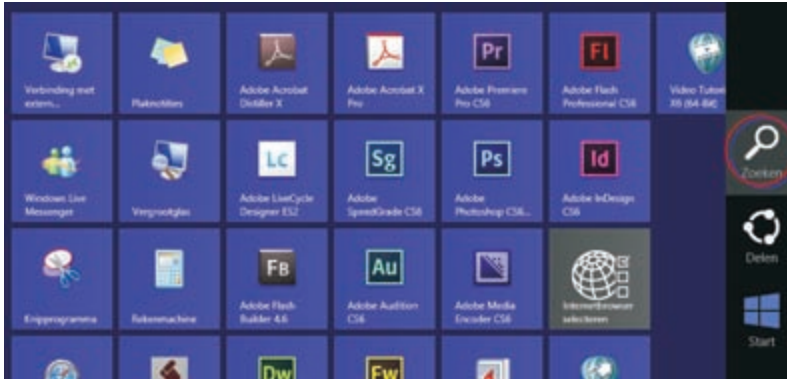 Verbinding met
extern...
Plaknotities
Adobe Acrobat
Distiller X
Adobe Acrobat X
Pro
Pr
Adobe Premiere
Pro CS6
Fl
Adobe Flash
Professional CS6
Video Tutori
X6 (64-Bit)
Windows Live
Messenger
Vergrootglas
LC
Adobe LiveCycle
Designer ES2
Sg
Adobe
SpeedGrade CS6
Ps
Adobe
Photoshop CS6...
Id
Adobe InDesign
CS6
Zoeken
Knipprogramma
Rekenmachine
FB
Adobe Flash
Builder 4.6
Au
Adobe Audition
CS6
Adobe Media
Encoder CS6
Internetbrowser
selecteren
Delen
Dw
Fw
Start